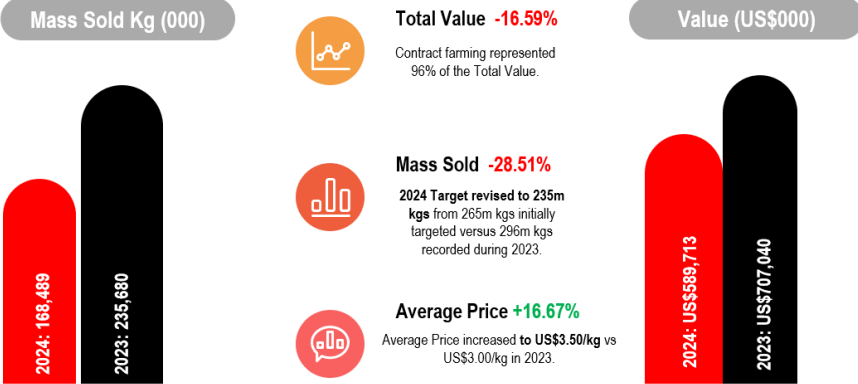 Mass Sold Kg (000)
2024: 168,489
2023: 235,680
Total Value -16.59%
Contract farming represented
96% of the Total Value.
Mass Sold -28.51%
2024 Target revised to 235m
kgs from 265m kgs initially
targeted versus 296m kgs
recorded during 2023.
Average Price +16.67%
Average Price increased to US$3.50/kg vs
US$3.00/kg in 2023.
Value (US$000)
2024: US$589,713
2023: US$707,040